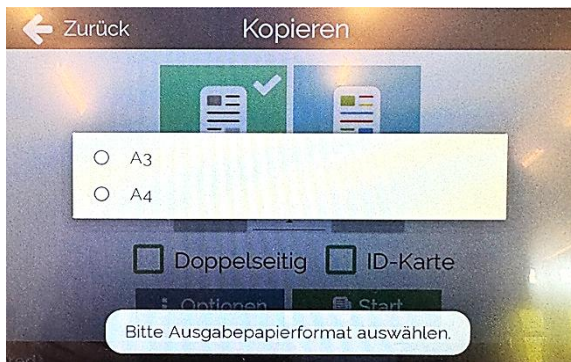 Zurück
Kopieren
A3
A4
Doppelseitig
ID-Karte
Optionen
Start
Bitte Ausgabepapierformat auswählen.